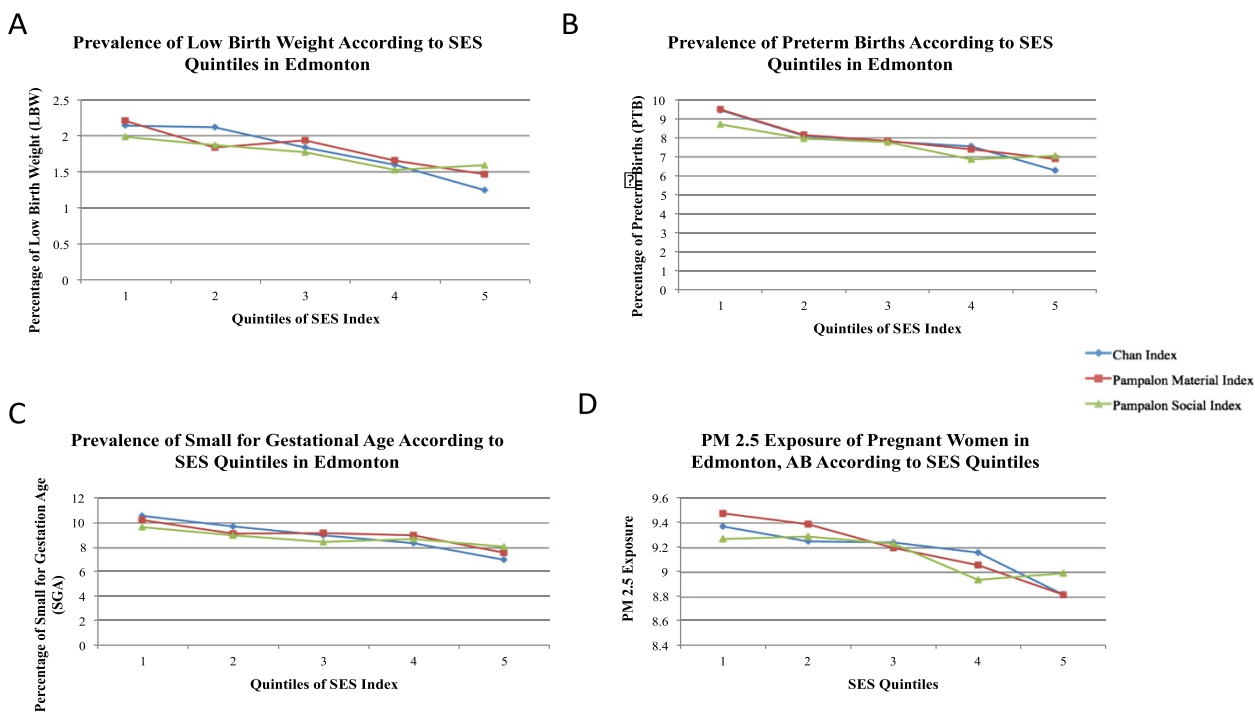 A
Prevalence of Low Birth Weight According to SES
Quintiles in Edmonton
Percentage of Low Birth Weight (LBW)
2.5
2
1.5
1
0.5
0
1 2 3 4 5
Quintiles of SES Index
B
Prevalence of Preterm Births According to SES
Quintiles in Edmonton
Percentage of Preterm Births (PTB)
?
10
9
8
7
6
5
4
3
2
1
0
1 2 3 4 5
Quintiles of SES Index
Chan Index
Pampalon Material Index
Pampalon Social Index
C
Prevalence of Small for Gestational Age According to
SES Quintiles in Edmonton
Percentage of Small for Gestation Age
(SGA)
12
10
8
6
4
2
0
1 2 3 4 5
Quintiles of SES Index
D
PM 2.5 Exposure of Pregnant Women in
Edmonton, AB According to SES Quintiles
PM 2.5 Exposure
9.6
9.4
9.2
9
8.8
8.6
8.4
1 2 3 4 5
SES Quintiles